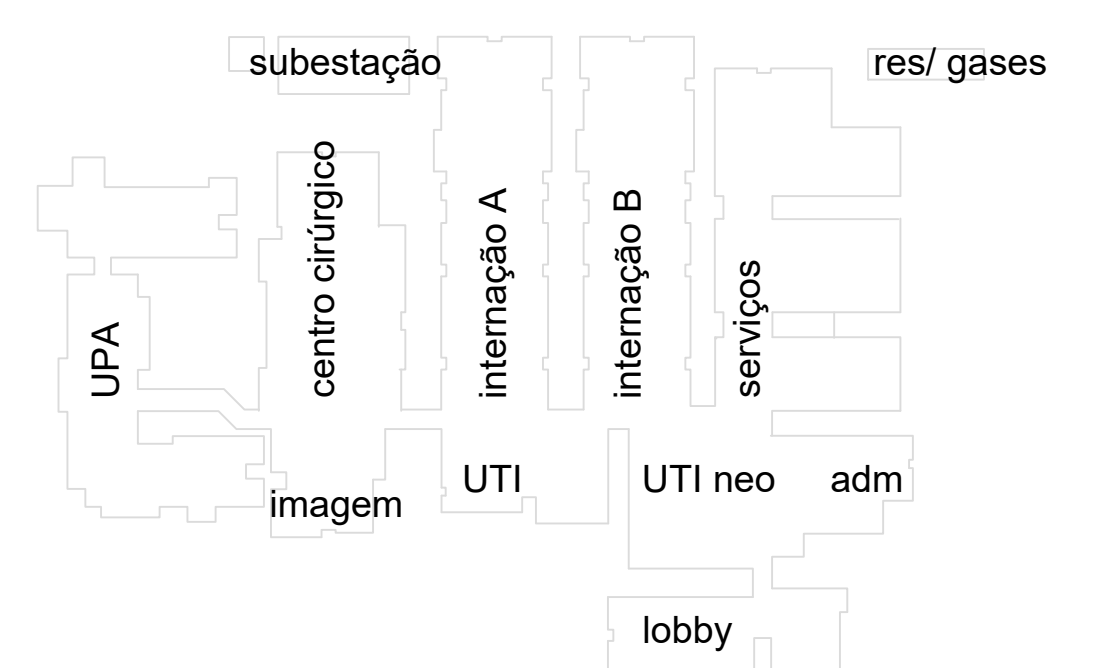 subestação
res/ gases
centro cirúrgico
internação A
internação B
serviços
UPA
UTI
UTI neo
adm
imagem
lobby